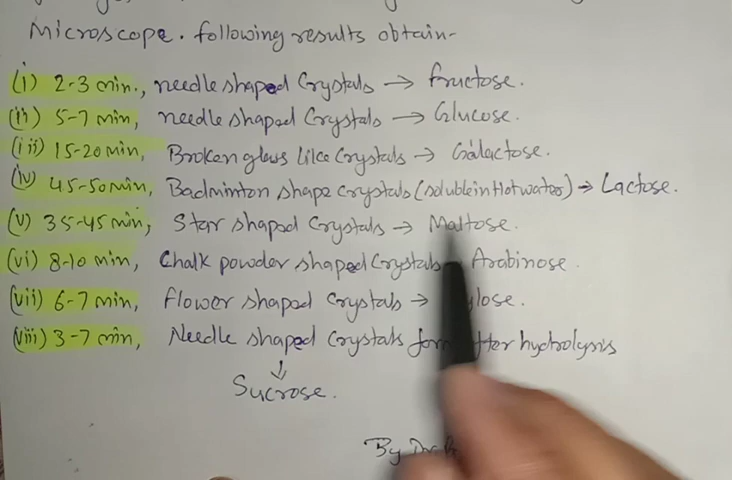 Microscope. following results obtain-
(i) 2-3 min., needle shaped Crystals → fructose.
(ii) 5-7 min, needle shaped Crystals → Glucose.
(iii) 15-20 min, Broken glass like Crystals → Galactose.
(iv) 45-50 min, Badminton shape crystals (soluble in Hot water) → Lactose.
(v) 35-45 min, Star shaped Crystals → Maltose.
(vi) 8-10 min, Chalk powder shaped Crystals Arabinose.
(vii) 6-7 min, flower shaped Crystals →
(viii) 3-7 min, Needle shaped Crystals after hydrolysis
↓
Sucrose.
By